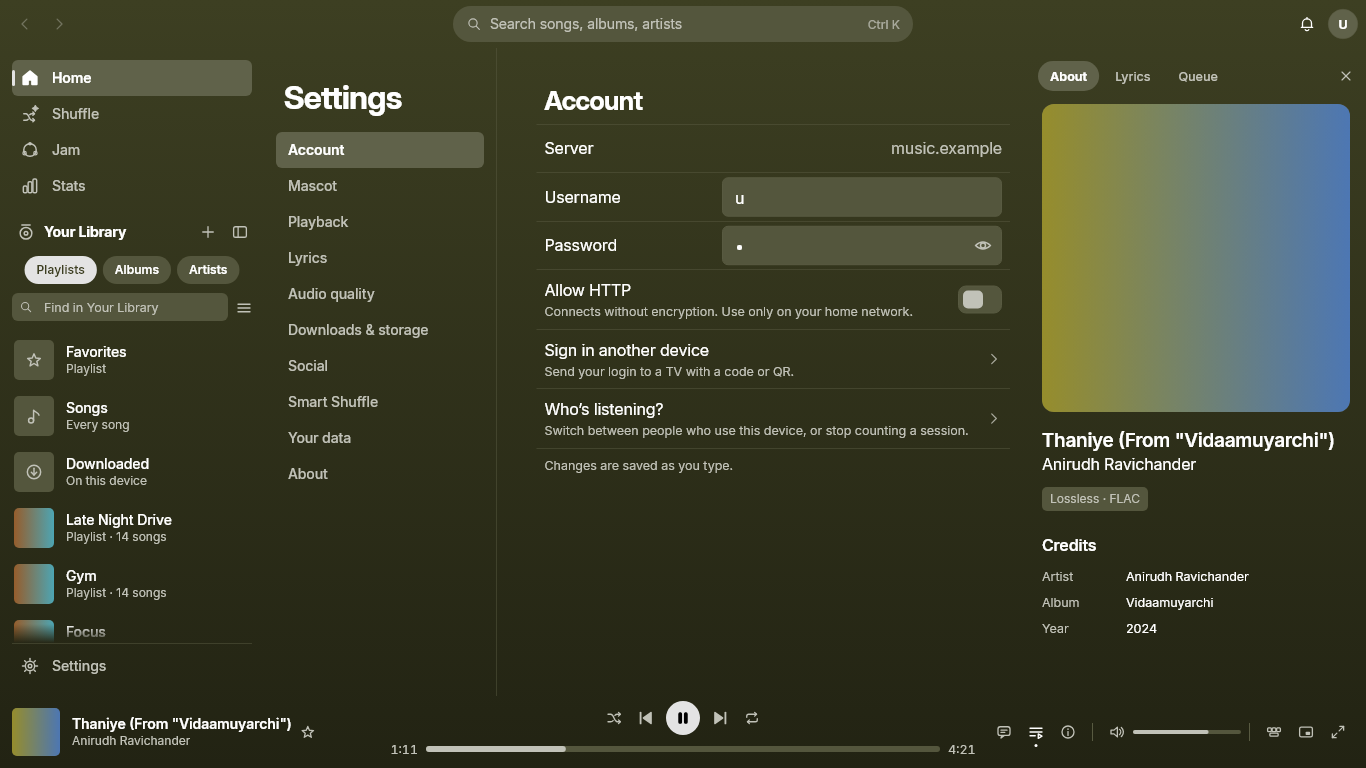 Search songs, albums, artists
Ctrl K
U
Home
Shuffle
Jam
Stats
Your Library
Playlists
Albums
Artists
Find in Your Library
Favorites
Playlist
Songs
Every song
Downloaded
On this device
Late Night Drive
Playlist · 14 songs
Gym
Playlist · 14 songs
Focus
Settings
Settings
Account
Mascot
Playback
Lyrics
Audio quality
Downloads & storage
Social
Smart Shuffle
Your data
About
Account
Server
music.example
Username
u
Password
Allow HTTP
Connects without encryption. Use only on your home network.
Sign in another device
Send your login to a TV with a code or QR.
Who’s listening?
Switch between people who use this device, or stop counting a session.
Changes are saved as you type.
About
Lyrics
Queue
Thaniye (From "Vidaamuyarchi")
Anirudh Ravichander
Lossless · FLAC
Credits
Artist
Anirudh Ravichander
Album
Vidaamuyarchi
Year
2024
Thaniye (From "Vidaamuyarchi")
Anirudh Ravichander
1:11
4:21